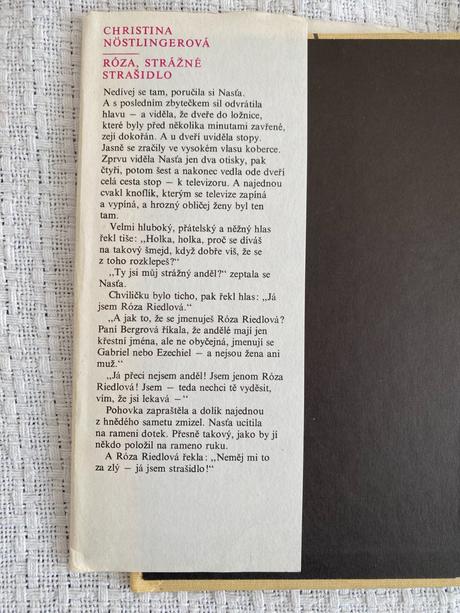 CHRISTINA
NÖSTLINGEROVÁ
RÓZA, STRÁŽNÉ
STRAŠIDLO
Nedívej se tam, poručila si Nasťa.
A s posledním zbytečkem sil odvrátila
hlavu – a viděla, že dveře do ložnice,
které byly před několika minutami zavřené,
zejí dokořán. A u dveří uviděla stopy.
Jasně se zračily ve vysokém vlasu koberce.
Zprvu viděla Nasťa jen dva otisky, pak
čtyři, potom šest a nakonec vedla ode dveří
celá cesta stop – k televizoru. A najednou
cvakl knoflík, kterým se televize zapíná
a vypíná, a hrozný obličej ženy byl ten
tam.
Velmi hluboký, přátelský a něžný hlas
řekl tiše: „Holka, holka, proč se díváš
na takový šmejd, když dobře víš, že se
z toho rozklepeš?“
„Ty jsi můj strážný anděl?“ zeptala se
Nasťa.
Chviličku bylo ticho, pak řekl hlas: „Já
jsem Róza Riedlová.“
„A jak to, že se jmenuješ Róza Riedlová?
Paní Bergrová říkala, že andělé mají jen
křestní jména, ale ne obyčejná, jmenují se
Gabriel nebo Ezechiel – a nejsou žena ani
muž.“
„Já přeci nejsem anděl! Jsem jenom Róza
Riedlová! Jsem – teda nechci tě vyděsit,
vím, že jsi lekavá –“
Pohovka zapraštěla a dolík najednou
z hnědého sametu zmizel. Nasťa ucítila
na rameni dotek. Přesně takový, jako by jí
někdo položil na rameno ruku.
A Róza Riedlová řekla: „Neměj mi to
za zlý – já jsem strašidlo!“